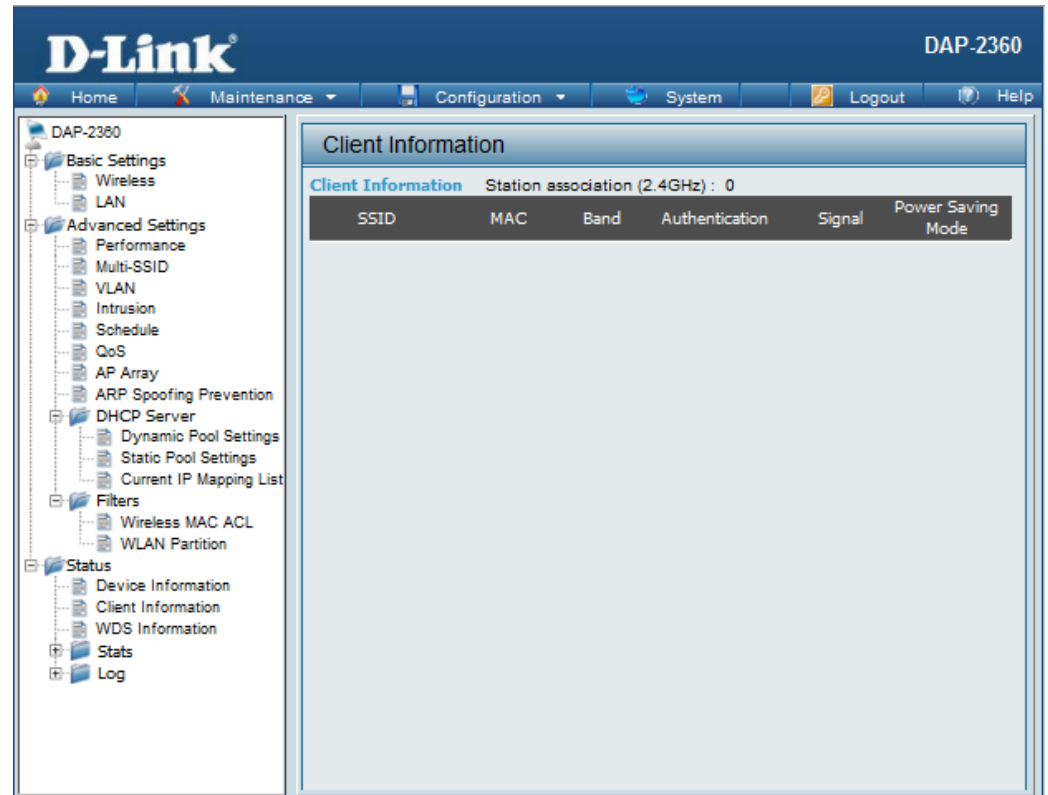 D-Link®
DAP-2360
Home Maintenance Configuration System Logout Help
DAP-2360
Basic Settings
Wireless
LAN
Advanced Settings
Performance
Multi-SSID
VLAN
Intrusion
Schedule
QoS
AP Array
ARP Spoofing Prevention
DHCP Server
Dynamic Pool Settings
Static Pool Settings
Current IP Mapping List
Filters
Wireless MAC ACL
WLAN Partition
Status
Device Information
Client Information
WDS Information
Stats
Log
Client Information
Client Information Station association (2.4GHz) : 0
SSID MAC Band Authentication Signal Power Saving Mode